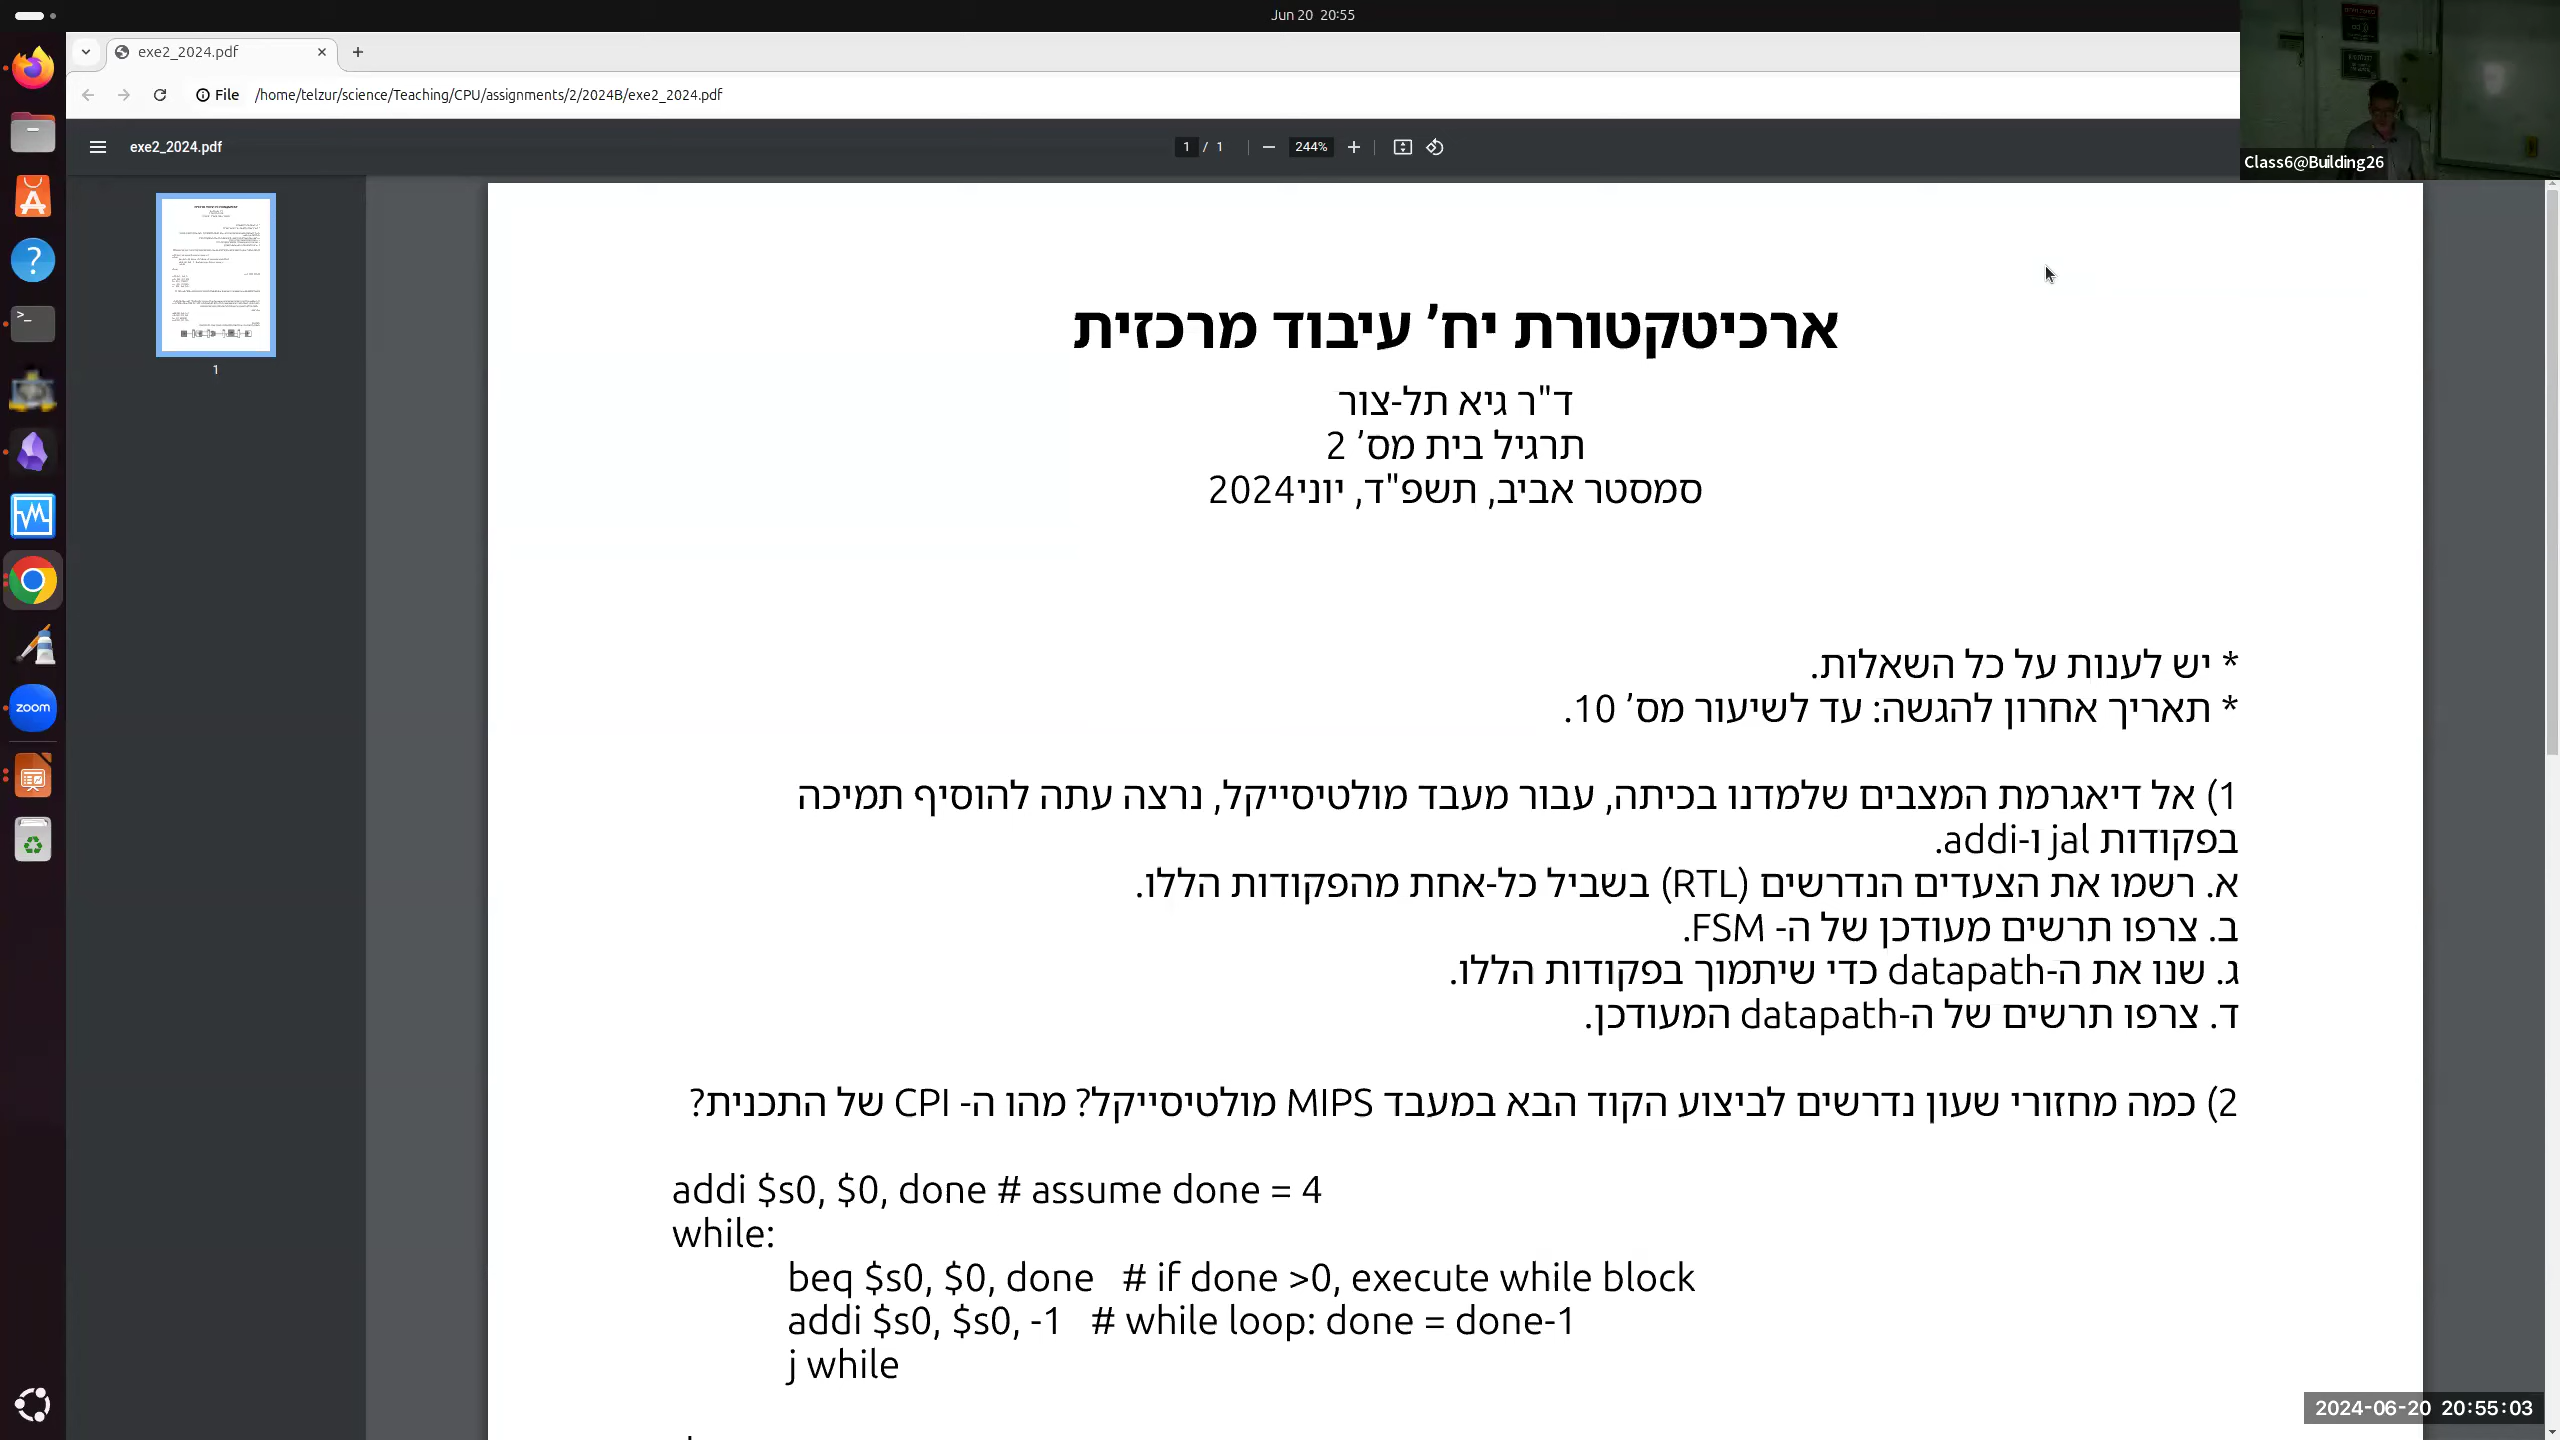 Jun 20 20:55
exe2_2024.pdf
File /home/telzur/science/Teaching/CPU/assignments/2/2024B/exe2_2024.pdf
exe2_2024.pdf
1 / 1
244%
Class6@Building26
1
ארכיטקטורת יח' עיבוד מרכזית
ד"ר גיא תל-צור
תרגיל בית מס' 2
סמסטר אביב, תשפ"ד, יוני2024
* יש לענות על כל השאלות.
* תאריך אחרון להגשה: עד לשיעור מס' 10.
1) אל דיאגרמת המצבים שלמדנו בכיתה, עבור מעבד מולטיסייקל, נרצה עתה להוסיף תמיכה
בפקודות jal ו-addi.
א. רשמו את הצעדים הנדרשים (RTL) בשביל כל-אחת מהפקודות הללו.
ב. צרפו תרשים מעודכן של ה- FSM.
ג. שנו את ה-datapath כדי שיתמוך בפקודות הללו.
ד. צרפו תרשים של ה-datapath המעודכן.
2) כמה מחזורי שעון נדרשים לביצוע הקוד הבא במעבד MIPS מולטיסייקל? מהו ה- CPI של התכנית?
addi $s0, $0, done # assume done = 4
while:
beq $s0, $0, done # if done >0, execute while block
addi $s0, $s0, -1 # while loop: done = done-1
j while
zoom
2024-06-20 20:55:03